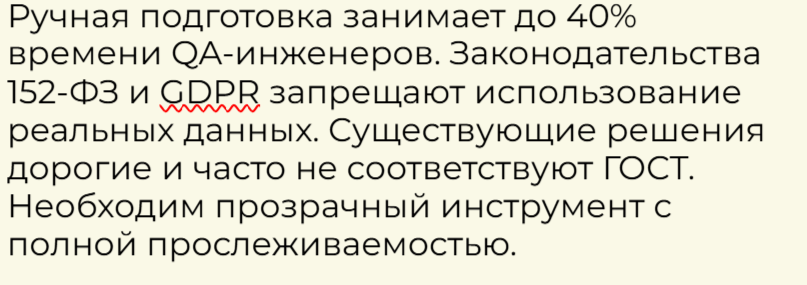 Ручная подготовка занимает до 40%
времени QA-инженеров. Законодательства
152-ФЗ и GDPR запрещают использование
реальных данных. Существующие решения
дорогие и часто не соответствуют ГОСТ.
Необходим прозрачный инструмент с
полной прослеживаемостью.